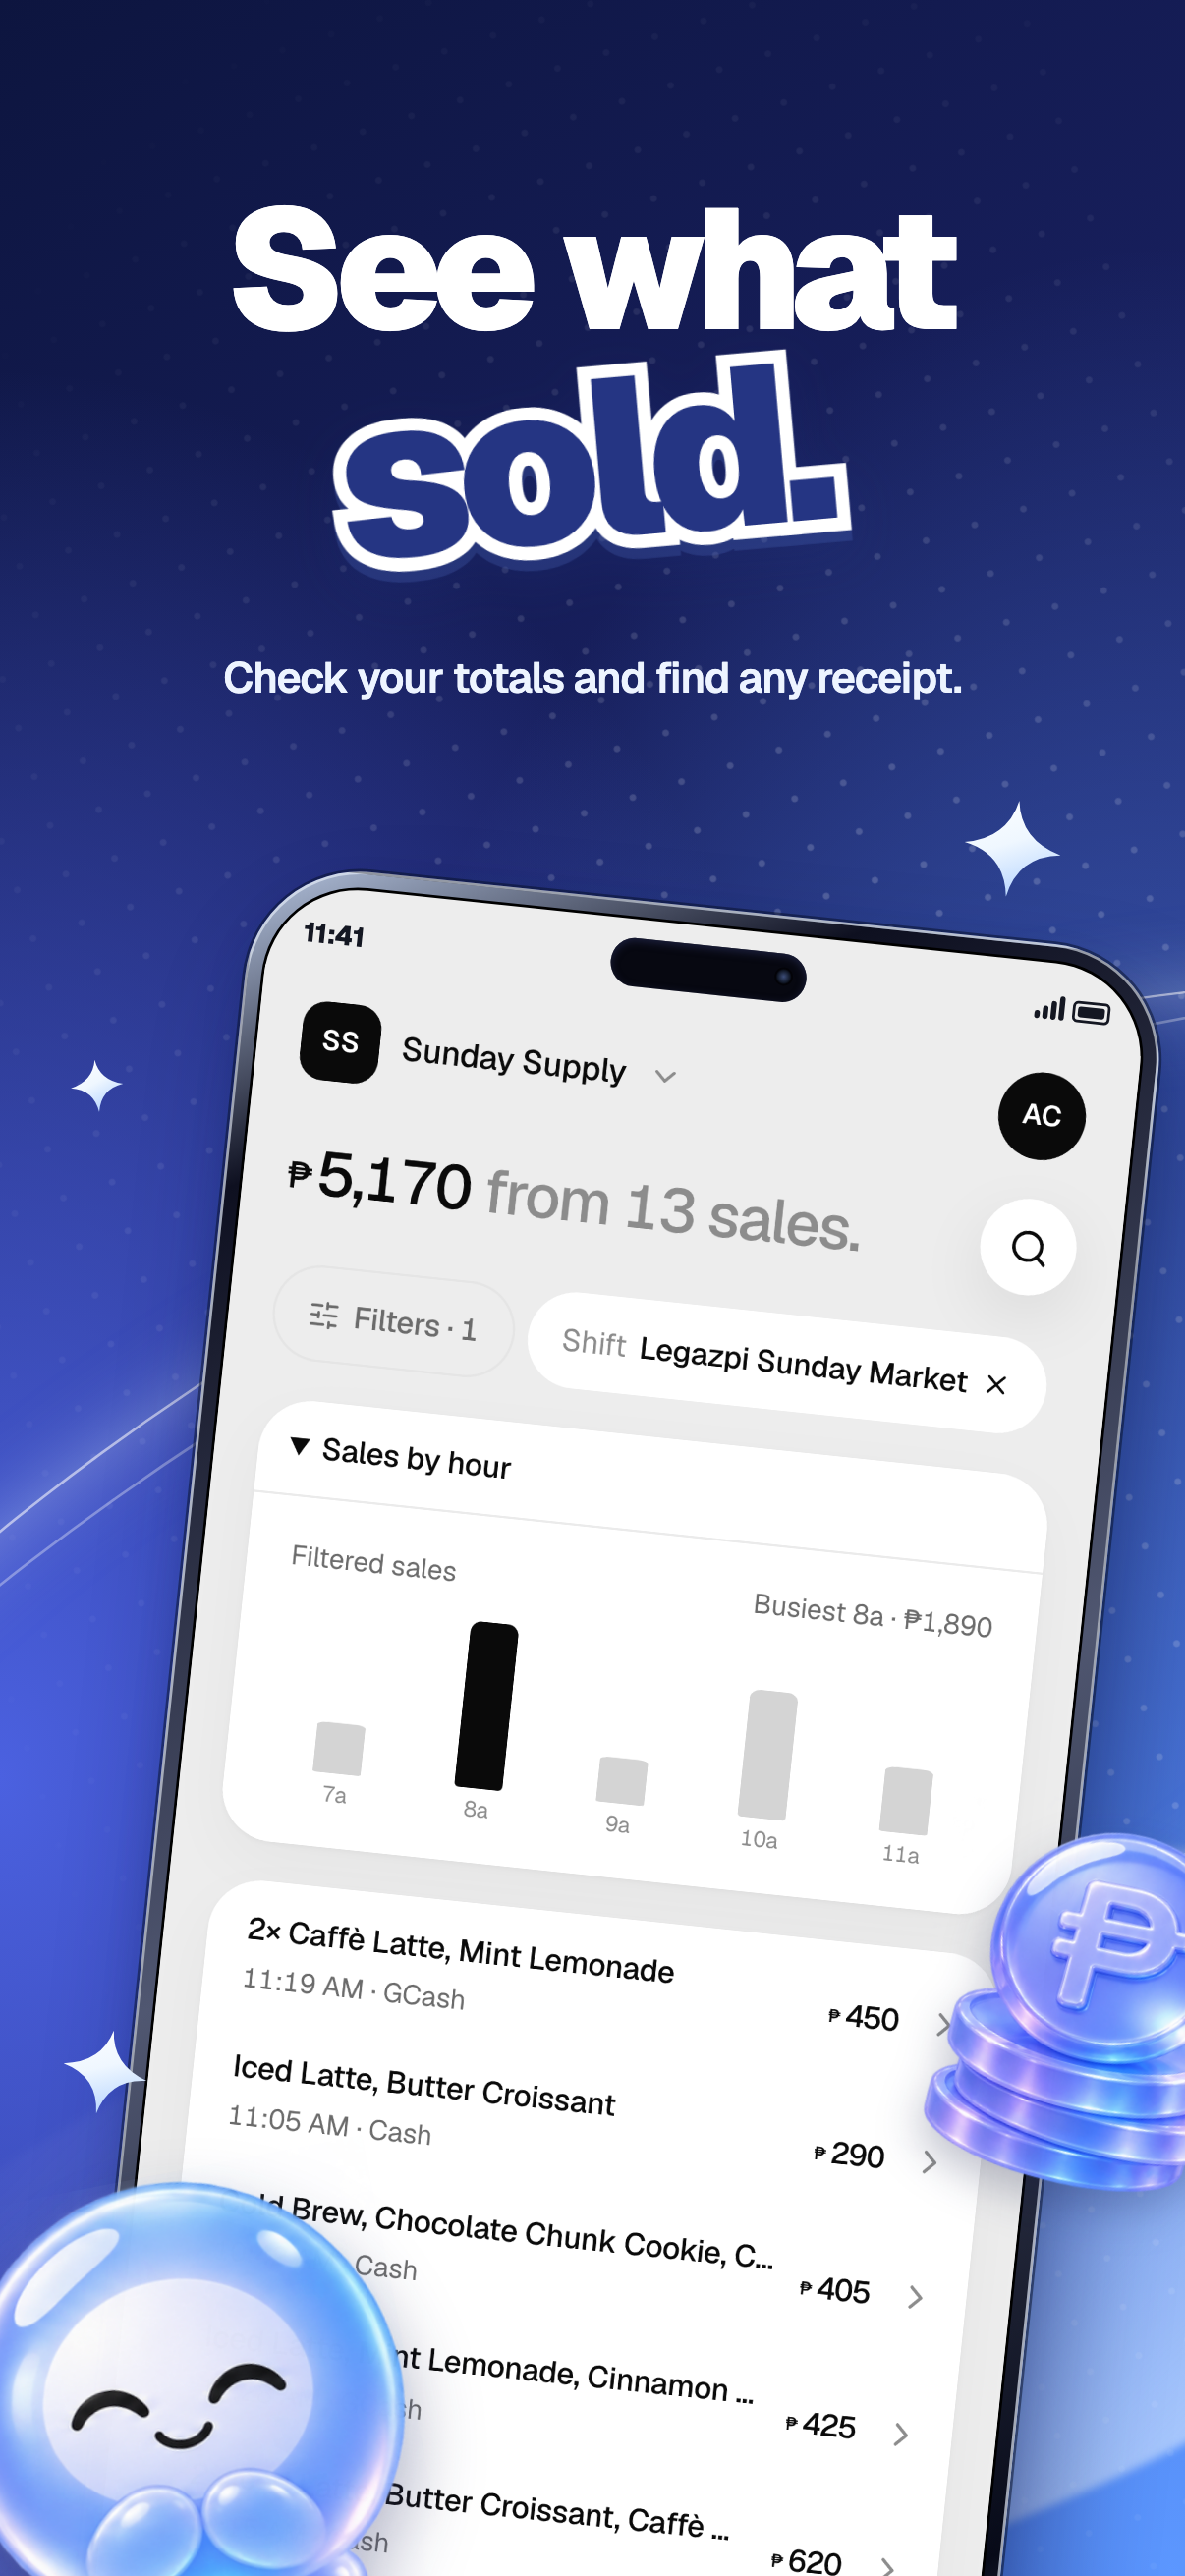 See what
sold.
Check your totals and find any receipt.
11:41
SS Sunday Supply
AC
₱5,170 from 13 sales.
Filters · 1
Shift Legazpi Sunday Market ×
▼ Sales by hour
Filtered sales
Busiest 8a · ₱1,890
7a 8a 9a 10a 11a
2× Caffè Latte, Mint Lemonade
11:19 AM · GCash
₱450
Iced Latte, Butter Croissant
11:05 AM · Cash
₱290
Brew, Chocolate Chunk Cookie, C...
Cash
₱405
Lemonade, Cinnamon ...
₱425
Butter Croissant, Caffè ...
₱620
₱